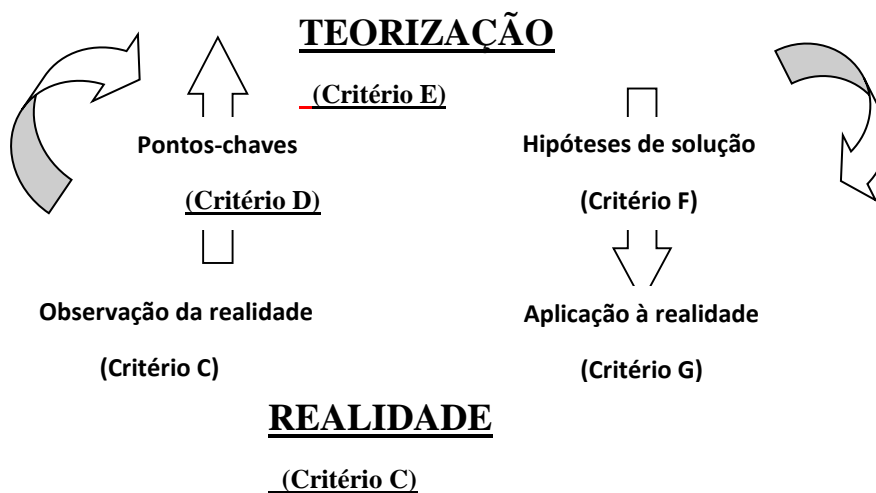 TEORIZAÇÃO
(Critério E)
Pontos-chaves
Hipóteses de solução
(Critério D)
(Critério F)
Observação da realidade
Aplicação à realidade
(Critério C)
(Critério G)
REALIDADE
(Critério C)